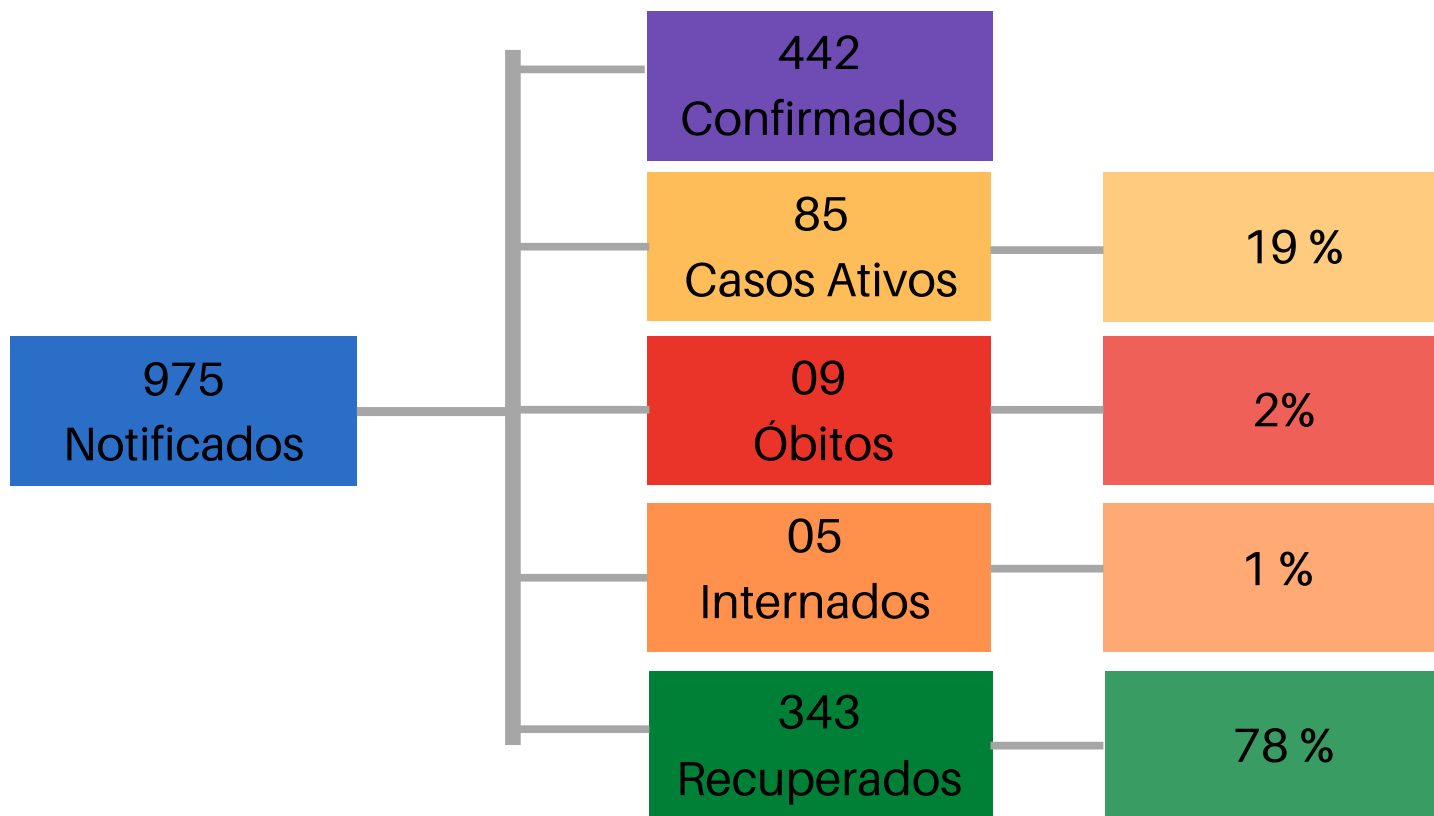 442
Confirmados
85
Casos Ativos
19 %
975
Notificados
09
Óbitos
2%
05
Internados
1 %
343
Recuperados
78 %